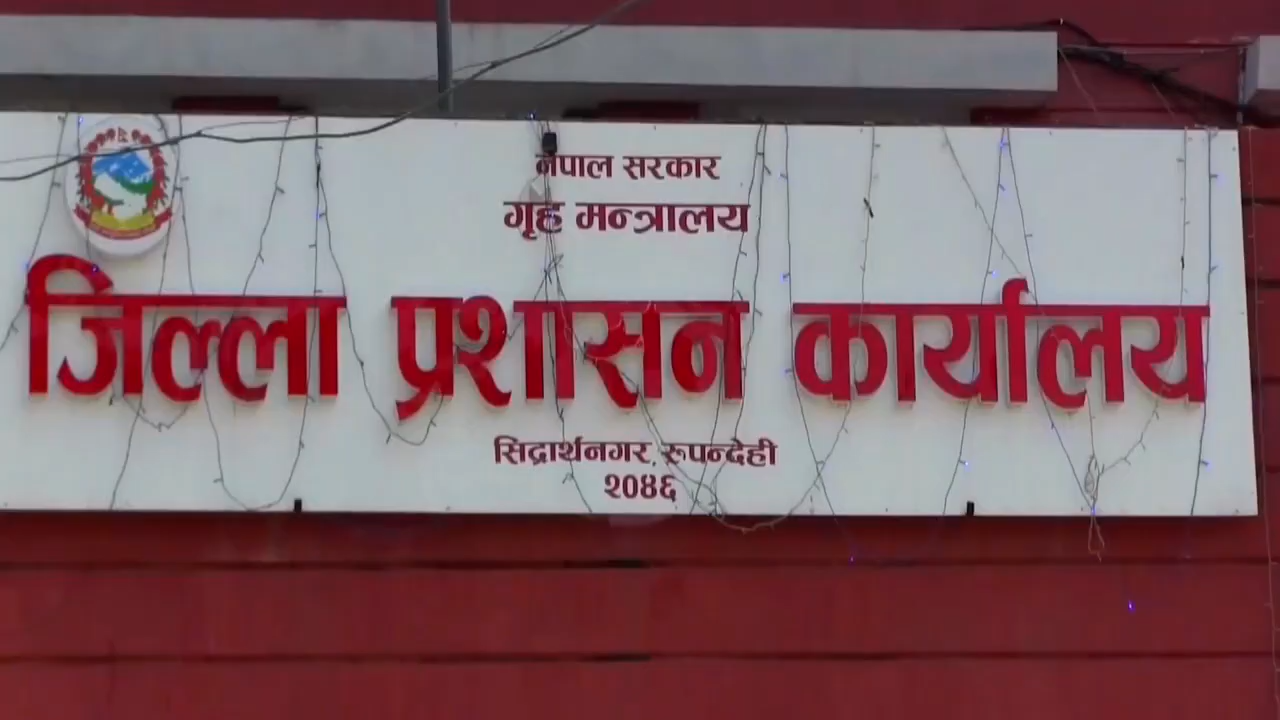 नेपाल सरकार
गृह मन्त्रालय
जिल्ला प्रशासन कार्यालय
सिद्धार्थनगर, रुपन्देही
२०४६